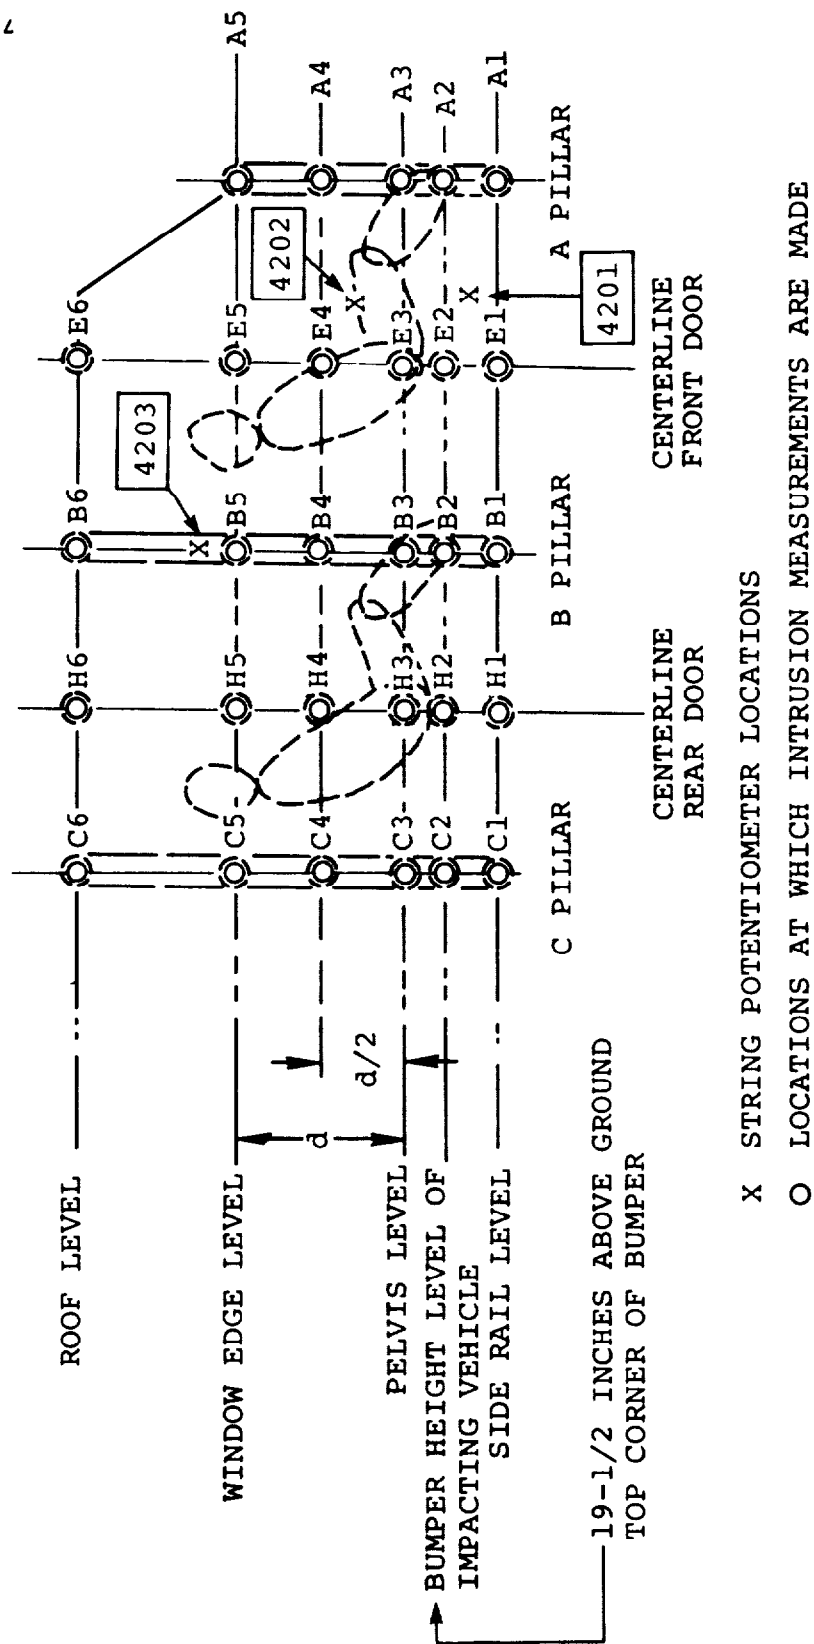 ROOF LEVEL
C6
H6
B6
E6
4203
WINDOW EDGE LEVEL
C5
H5
B5
E5
A5
X
4202
d
C4
H4
B4
E4
A4
X
d/2
PELVIS LEVEL
C3
H3
B3
E3
A3
BUMPER HEIGHT LEVEL OF
IMPACTING VEHICLE
C2
H2
B2
E2
A2
X
SIDE RAIL LEVEL
C1
H1
B1
E1
A1
4201
C PILLAR
B PILLAR
A PILLAR
CENTERLINE
REAR DOOR
CENTERLINE
FRONT DOOR
19-1/2 INCHES ABOVE GROUND
TOP CORNER OF BUMPER
X STRING POTENTIOMETER LOCATIONS
O LOCATIONS AT WHICH INTRUSION MEASUREMENTS ARE MADE